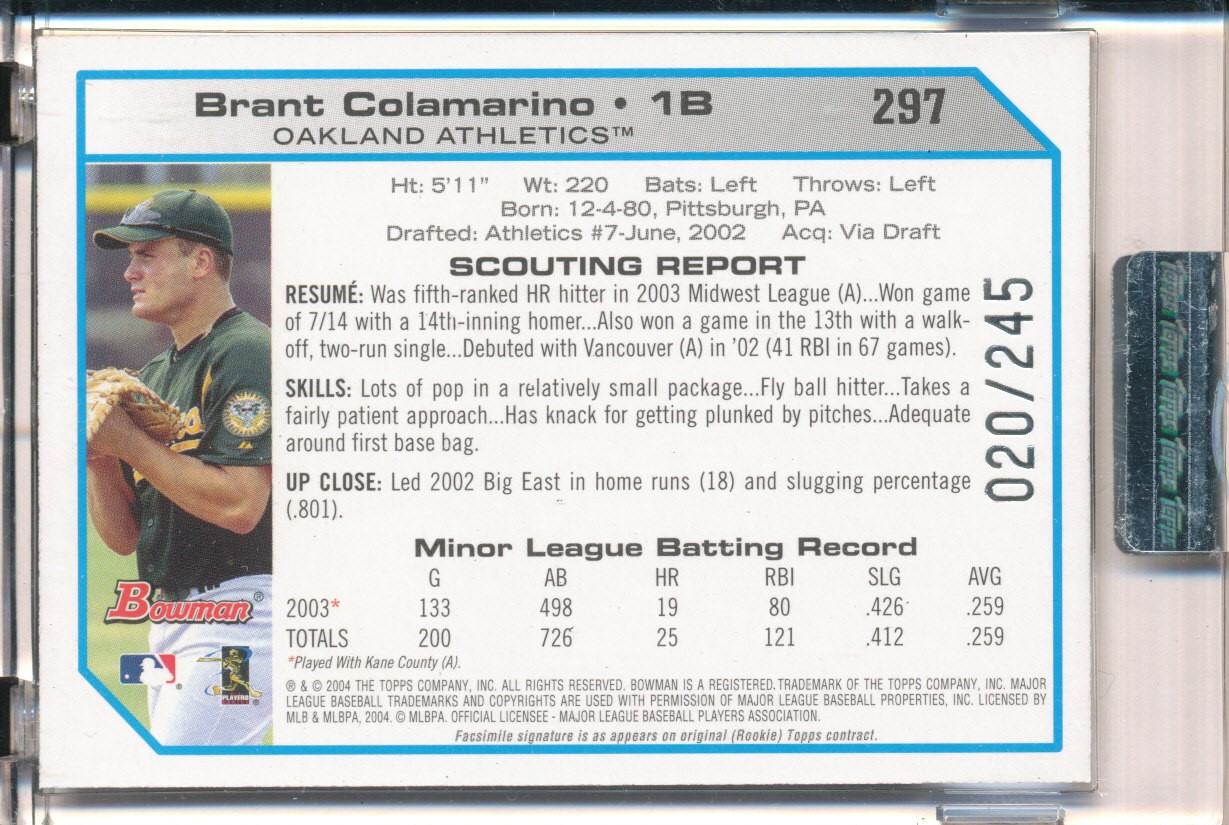 Brant Colamarino • 1B
297
OAKLAND ATHLETICS™
Ht: 5'11" Wt: 220 Bats: Left Throws: Left
Born: 12-4-80, Pittsburgh, PA
Drafted: Athletics #7-June, 2002 Acq: Via Draft
SCOUTING REPORT
RESUMÉ: Was fifth-ranked HR hitter in 2003 Midwest League (A)...Won game
of 7/14 with a 14th-inning homer...Also won a game in the 13th with a walk-
off, two-run single...Debuted with Vancouver (A) in '02 (41 RBI in 67 games).
SKILLS: Lots of pop in a relatively small package...Fly ball hitter...Takes a
fairly patient approach...Has knack for getting plunked by pitches...Adequate
around first base bag.
UP CLOSE: Led 2002 Big East in home runs (18) and slugging percentage
(.801).
020/245
Minor League Batting Record
G AB HR RBI SLG AVG
2003* 133 498 19 80 .426 .259
TOTALS 200 726 25 121 .412 .259
*Played With Kane County (A).
® & © 2004 THE TOPPS COMPANY, INC. ALL RIGHTS RESERVED. BOWMAN IS A REGISTERED TRADEMARK OF THE TOPPS COMPANY, INC. MAJOR
LEAGUE BASEBALL TRADEMARKS AND COPYRIGHTS ARE USED WITH PERMISSION OF MAJOR LEAGUE BASEBALL PROPERTIES, INC. LICENSED BY
MLB & MLBPA, 2004. © MLBPA. OFFICIAL LICENSEE - MAJOR LEAGUE BASEBALL PLAYERS ASSOCIATION.
Facsimile signature is as appears on original (Rookie) Topps contract.
Bowman®
PLAYERS
Topps Topps Topps Topps Topps